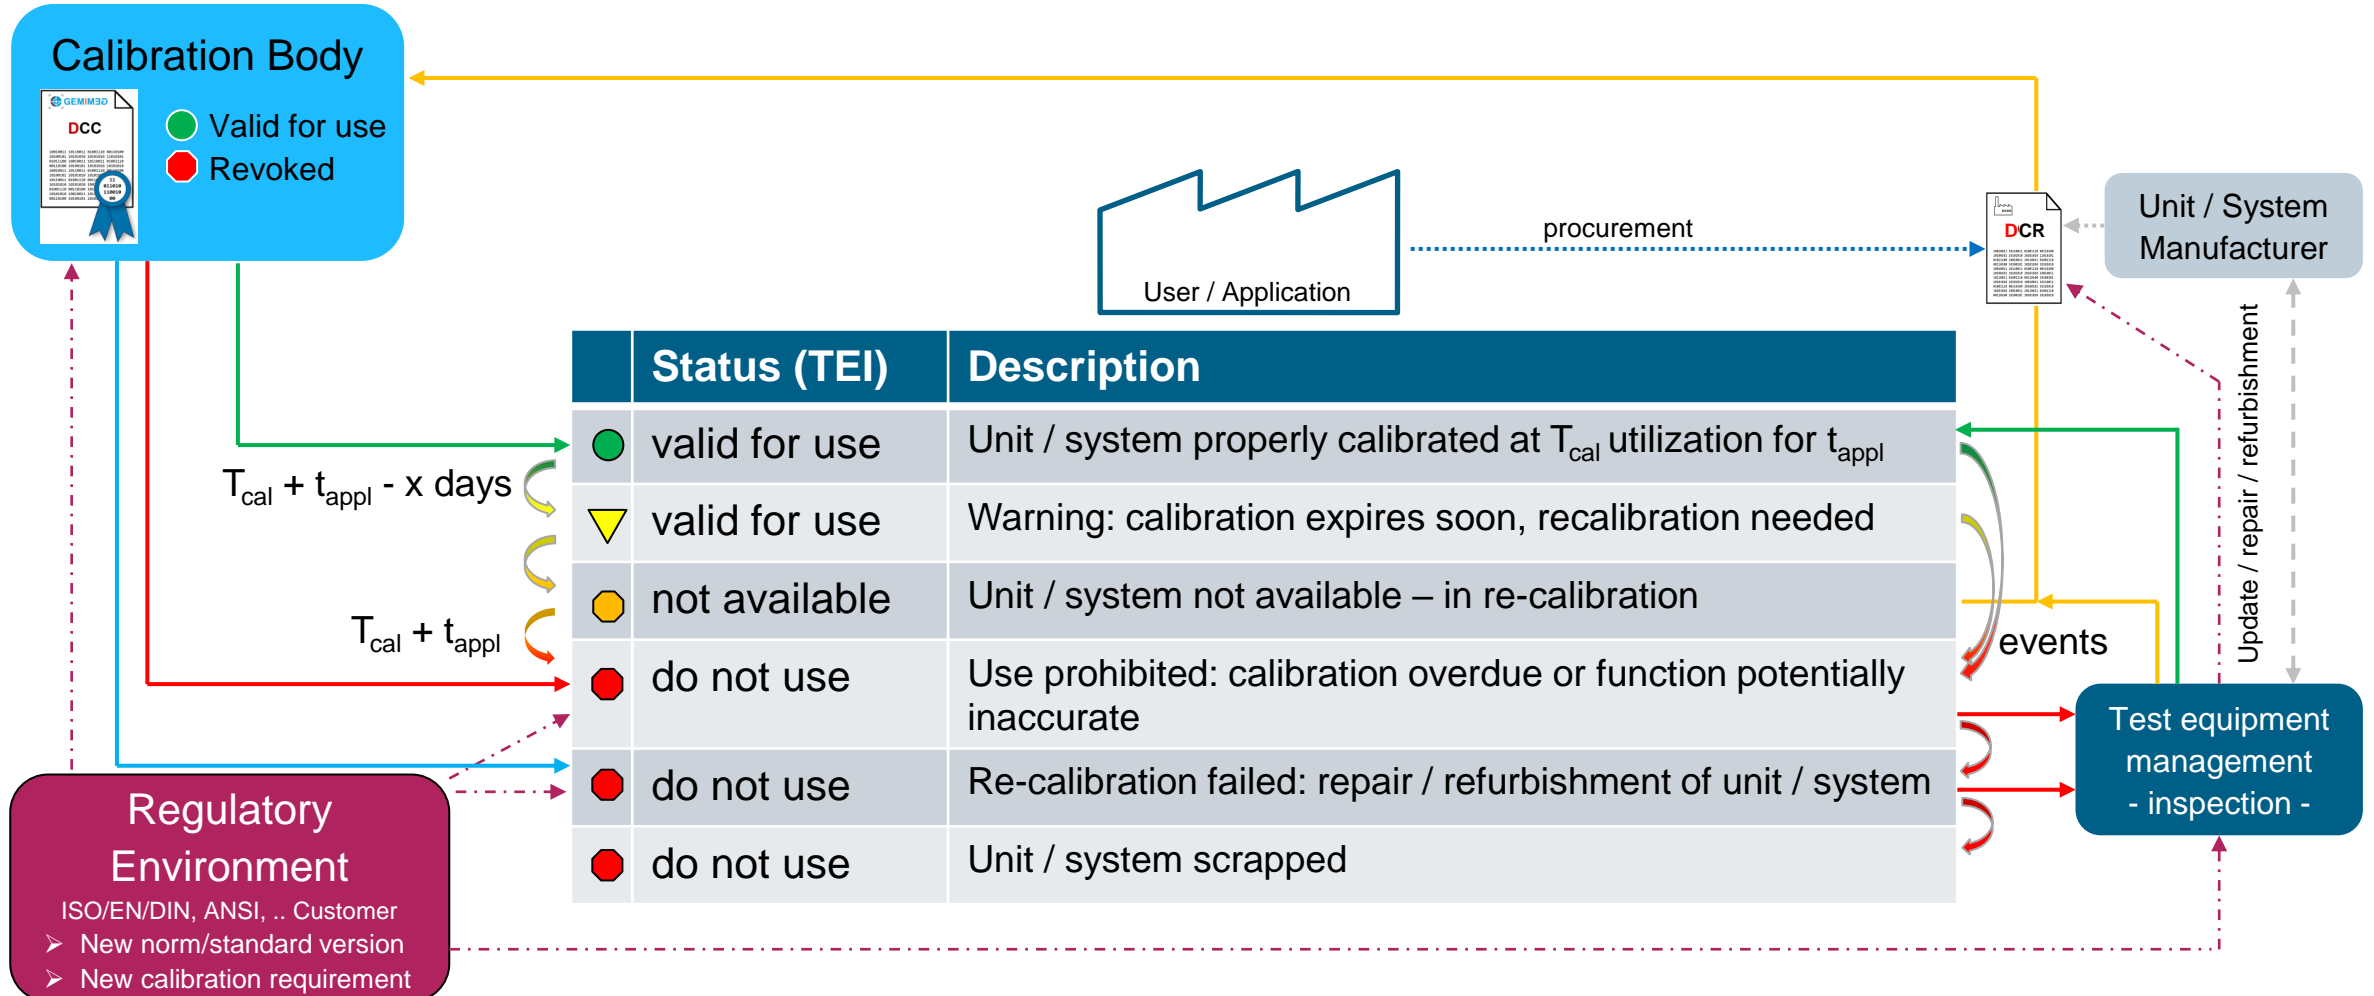 Calibration Body
GEMIMEG
DCC
Valid for use
Revoked
User / Application
procurement
DCR
Unit / System
Manufacturer
Update / repair / refurbishment
Status (TEI) Description
valid for use Unit / system properly calibrated at Tcal utilization for tappl
Tcal + tappl - x days
valid for use Warning: calibration expires soon, recalibration needed
not available Unit / system not available – in re-calibration
Tcal + tappl
events
do not use Use prohibited: calibration overdue or function potentially
inaccurate
do not use Re-calibration failed: repair / refurbishment of unit / system
do not use Unit / system scrapped
Test equipment
management
- inspection -
Regulatory
Environment
ISO/EN/DIN, ANSI, .. Customer
➢ New norm/standard version
➢ New calibration requirement